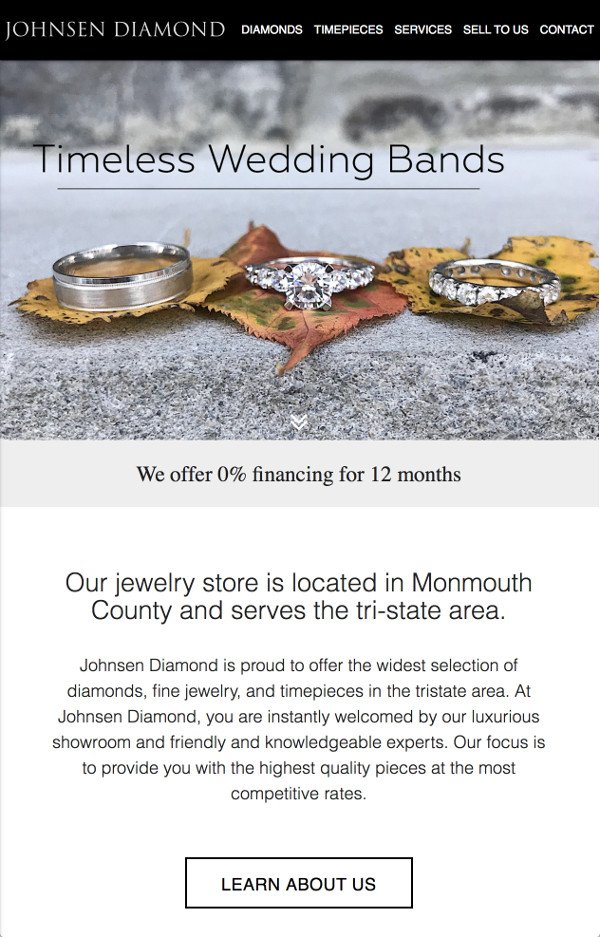 JOHNSEN DIAMOND DIAMONDS TIMEPIECES SERVICES SELL TO US CONTACT
Timeless Wedding Bands
We offer 0% financing for 12 months
Our jewelry store is located in Monmouth
County and serves the tri-state area.
Johnsen Diamond is proud to offer the widest selection of
diamonds, fine jewelry, and timepieces in the tristate area. At
Johnsen Diamond, you are instantly welcomed by our luxurious
showroom and friendly and knowledgeable experts. Our focus is
to provide you with the highest quality pieces at the most
competitive rates.
LEARN ABOUT US